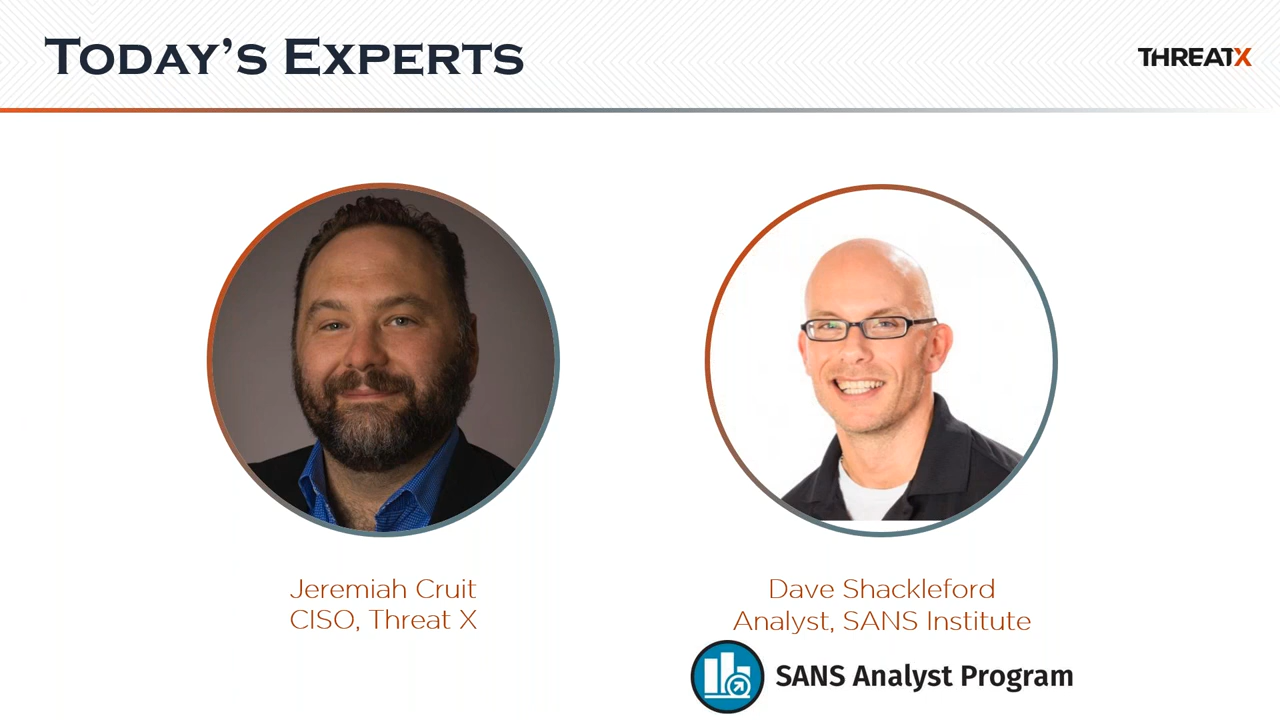 Today's Experts
THREATX
Jeremiah Cruit
CISO, Threat X
Dave Shackleford
Analyst, SANS Institute
SANS Analyst Program